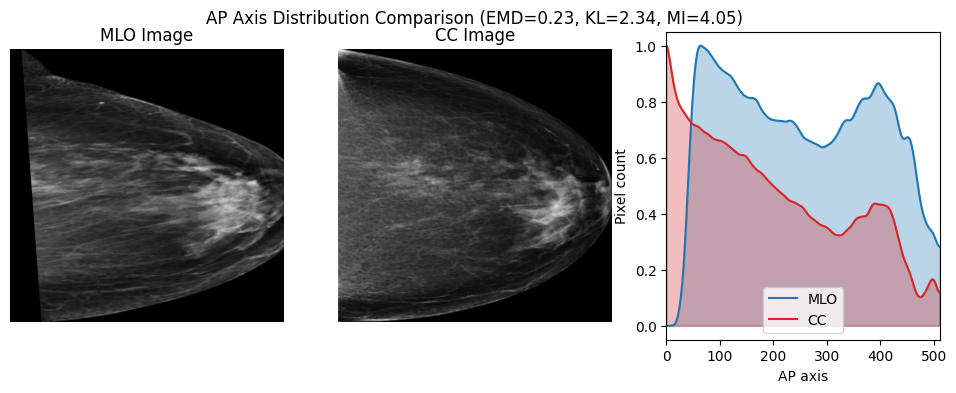 AP Axis Distribution Comparison (EMD=0.23, KL=2.34, MI=4.05)
MLO Image
CC Image
1.0
0.8
0.6
0.4
0.2
0.0
Pixel count
MLO
CC
0 100 200 300 400 500
AP axis